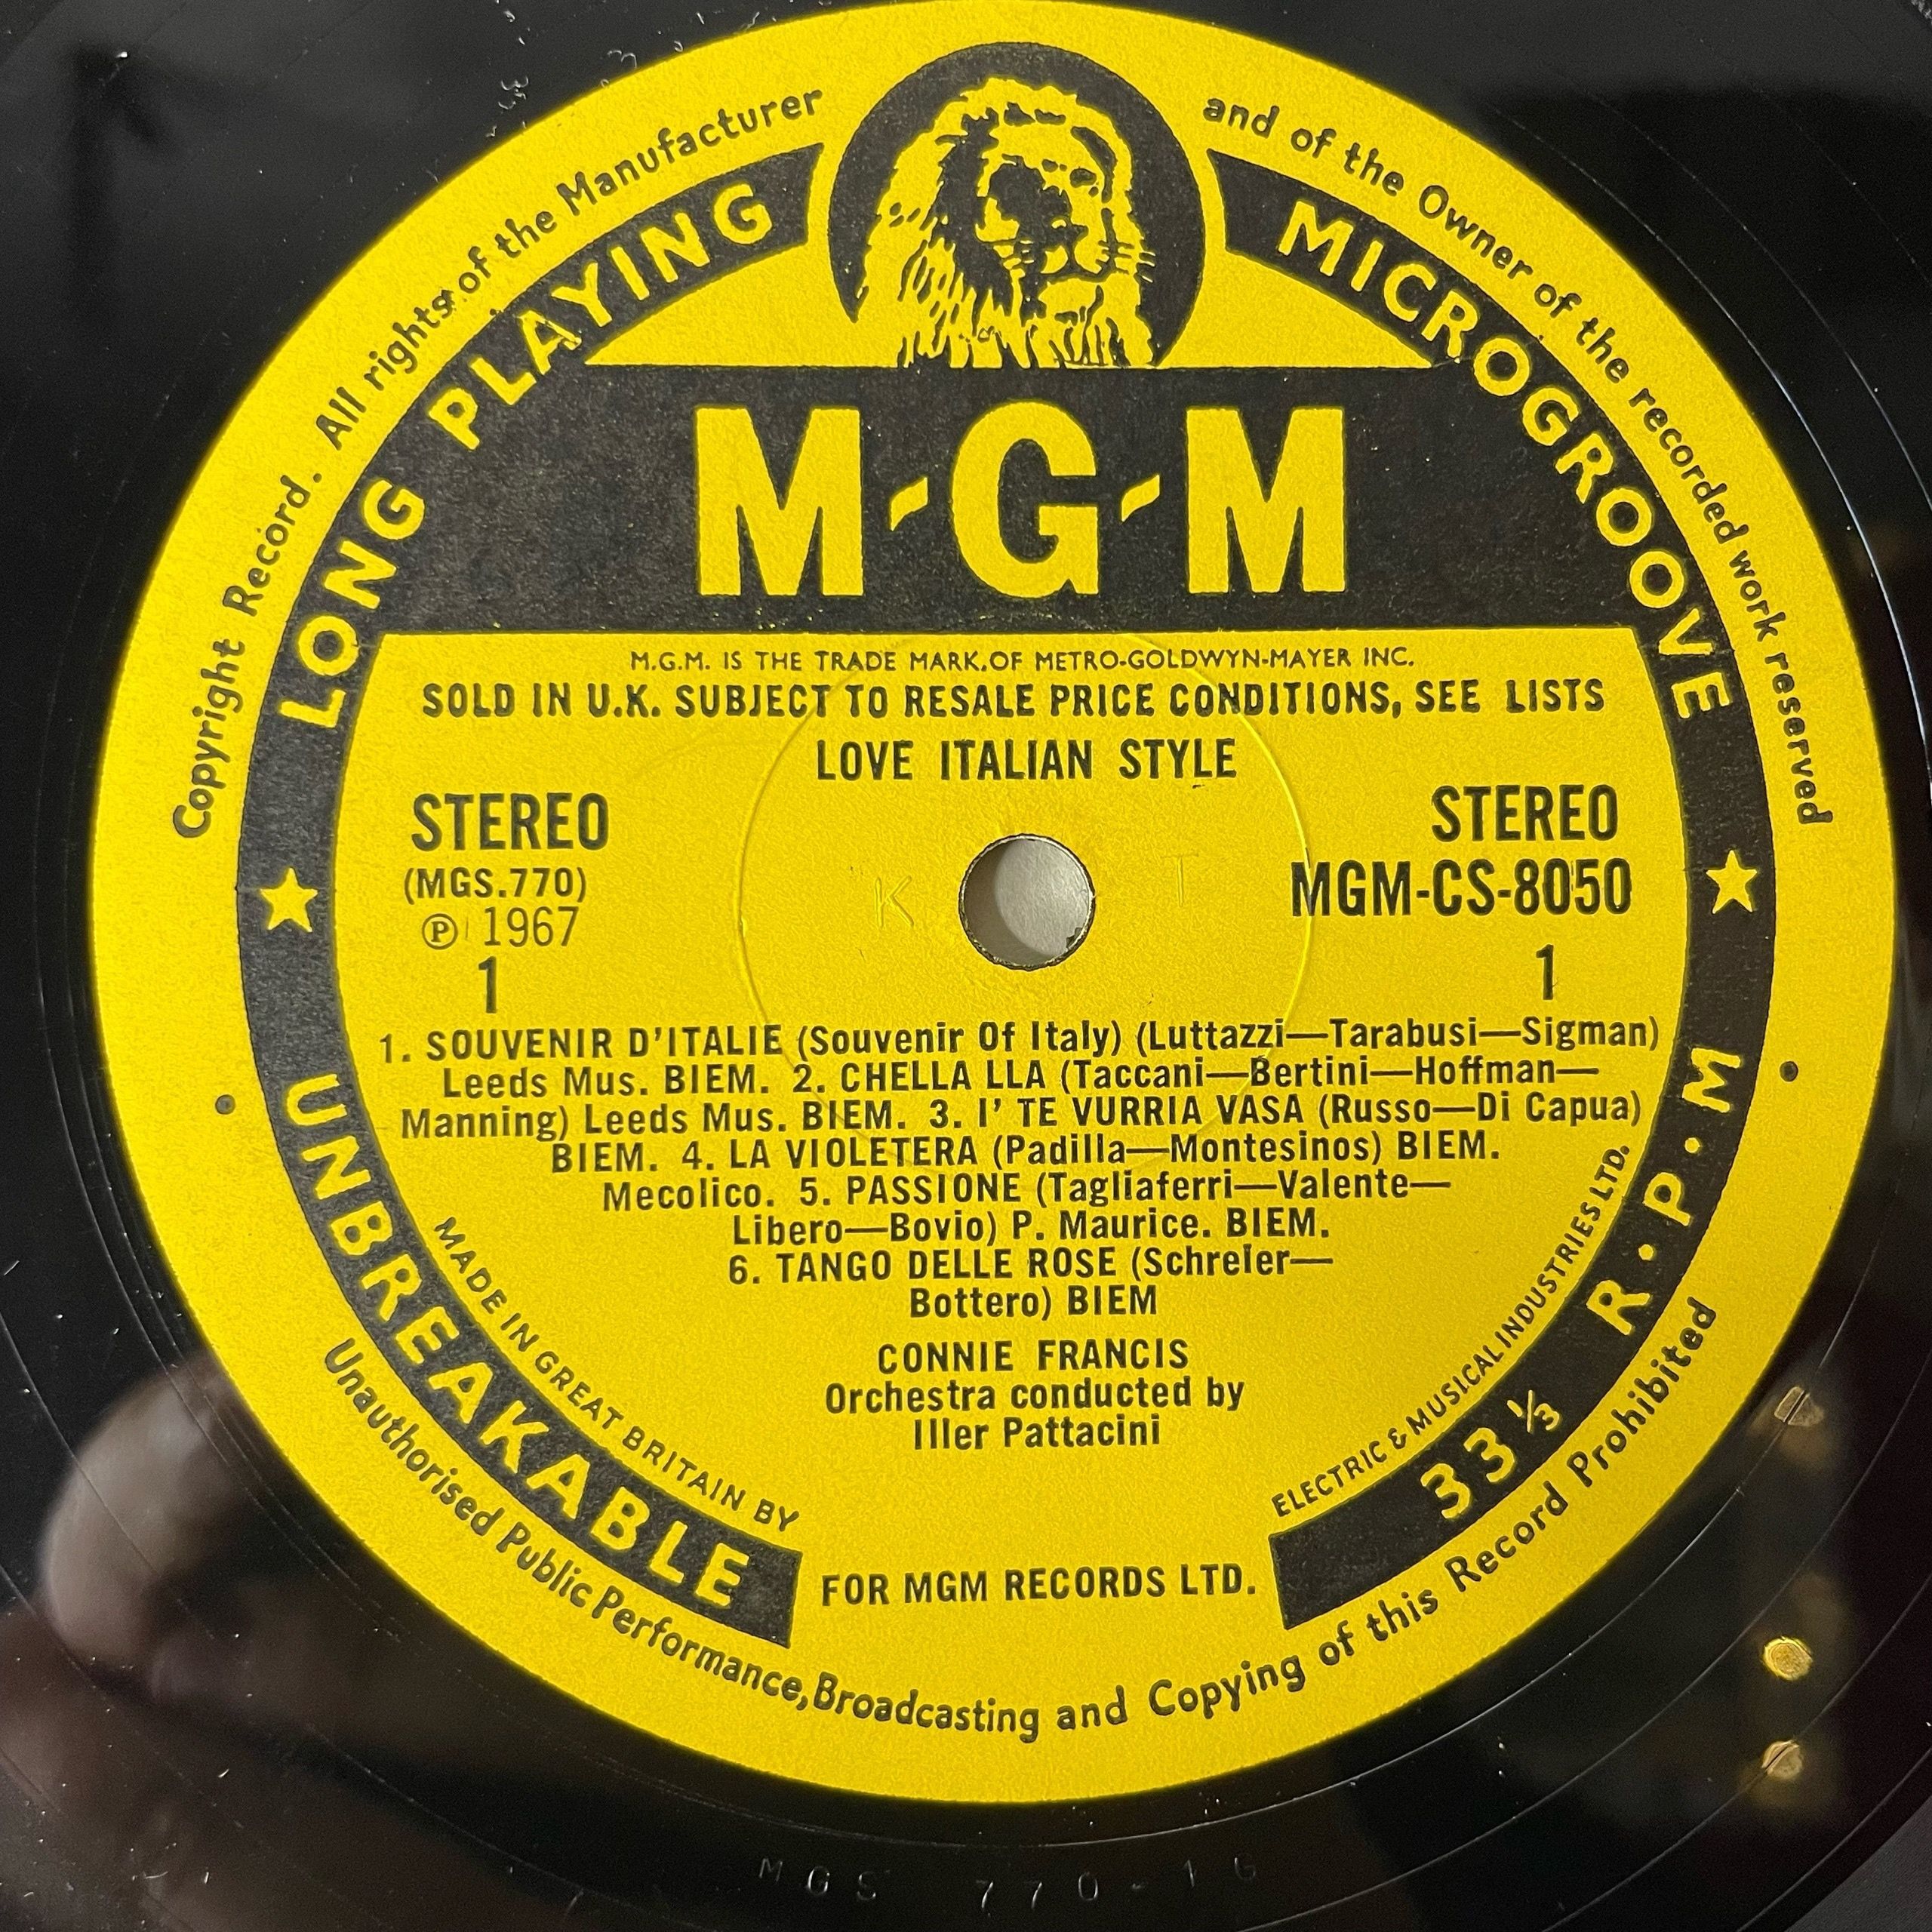 Copyright Record. All rights of the Manufacturer and of the Owner of the recorded work reserved
LONG PLAYING MICROGROOVE
M-G-M
M.G.M. IS THE TRADE MARK.OF METRO-GOLDWYN-MAYER INC.
SOLD IN U.K. SUBJECT TO RESALE PRICE CONDITIONS, SEE LISTS
LOVE ITALIAN STYLE
STEREO
(MGS.770)
℗ 1967
1
STEREO
MGM-CS-8050
1
K T
1. SOUVENIR D'ITALIE (Souvenir Of Italy) (Luttazzi—Tarabusi—Sigman)
Leeds Mus. BIEM. 2. CHELLA LLA (Taccani—Bertini—Hoffman—
Manning) Leeds Mus. BIEM. 3. I' TE VURRIA VASA (Russo—Di Capua)
BIEM. 4. LA VIOLETERA (Padilla—Montesinos) BIEM.
Mecolico. 5. PASSIONE (Tagliaferri—Valente—
Libero—Bovio) P. Maurice. BIEM.
6. TANGO DELLE ROSE (Schreler—
Bottero) BIEM
CONNIE FRANCIS
Orchestra conducted by
Iller Pattacini
MADE IN GREAT BRITAIN BY ELECTRIC & MUSICAL INDUSTRIES LTD.
FOR MGM RECORDS LTD.
UNBREAKABLE
33⅓ R·P·M
Unauthorised Public Performance, Broadcasting and Copying of this Record Prohibited
MGS 770-1G